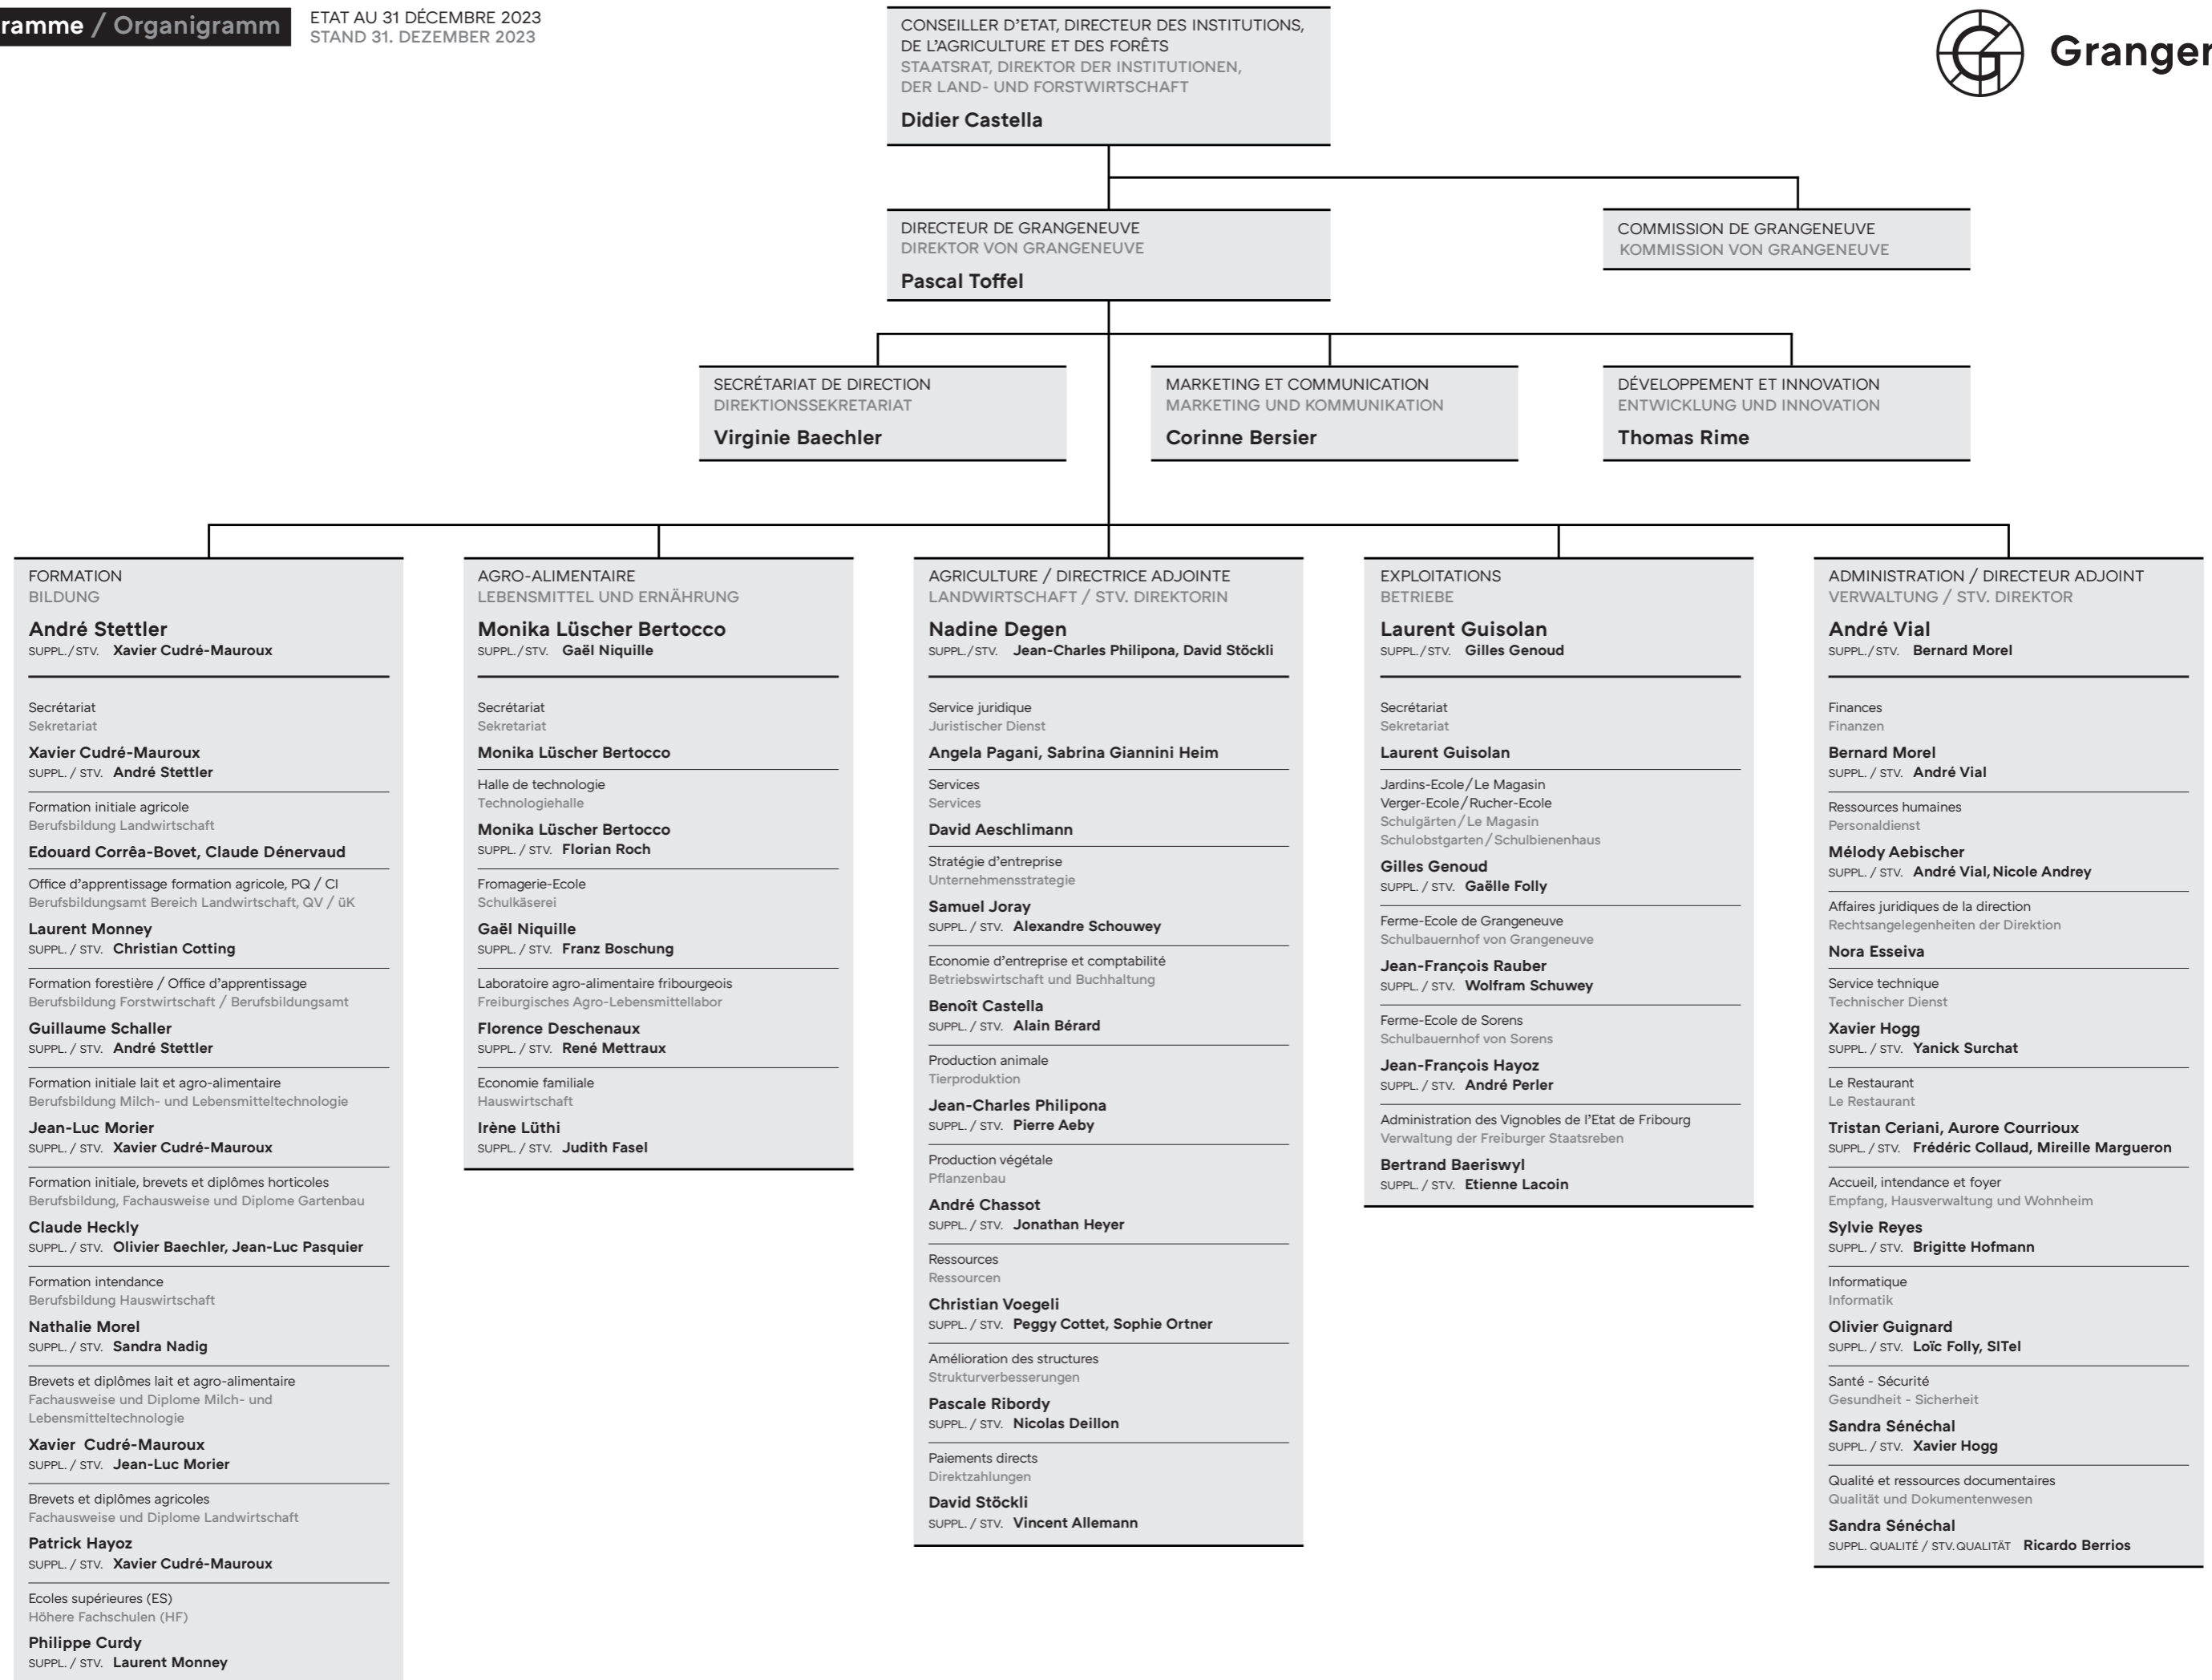 ramme / Organigramm
ETAT AU 31 DÉCEMBRE 2023
STAND 31. DEZEMBER 2023
CONSEILLER D'ETAT, DIRECTEUR DES INSTITUTIONS,
DE L'AGRICULTURE ET DES FORÊTS
STAATSRAT, DIREKTOR DER INSTITUTIONEN,
DER LAND- UND FORSTWIRTSCHAFT
Didier Castella
Granger
DIRECTEUR DE GRANGENEUVE
DIREKTOR VON GRANGENEUVE
Pascal Toffel
COMMISSION DE GRANGENEUVE
KOMMISSION VON GRANGENEUVE
SECRÉTARIAT DE DIRECTION
DIREKTIONSSEKRETARIAT
Virginie Baechler
MARKETING ET COMMUNICATION
MARKETING UND KOMMUNIKATION
Corinne Bersier
DÉVELOPPEMENT ET INNOVATION
ENTWICKLUNG UND INNOVATION
Thomas Rime
FORMATION
BILDUNG
André Stettler
SUPPL./STV. Xavier Cudré-Mauroux
Secrétariat
Sekretariat
Xavier Cudré-Mauroux
SUPPL. / STV. André Stettler
Formation initiale agricole
Berufsbildung Landwirtschaft
Edouard Corrêa-Bovet, Claude Dénervaud
Office d'apprentissage formation agricole, PQ / CI
Berufsbildungsamt Bereich Landwirtschaft, QV / üK
Laurent Monney
SUPPL. / STV. Christian Cotting
Formation forestière / Office d'apprentissage
Berufsbildung Forstwirtschaft / Berufsbildungsamt
Guillaume Schaller
SUPPL. / STV. André Stettler
Formation initiale lait et agro-alimentaire
Berufsbildung Milch- und Lebensmitteltechnologie
Jean-Luc Morier
SUPPL. / STV. Xavier Cudré-Mauroux
Formation initiale, brevets et diplômes horticoles
Berufsbildung, Fachausweise und Diplome Gartenbau
Claude Heckly
SUPPL. / STV. Olivier Baechler, Jean-Luc Pasquier
Formation intendance
Berufsbildung Hauswirtschaft
Nathalie Morel
SUPPL. / STV. Sandra Nadig
Brevets et diplômes lait et agro-alimentaire
Fachausweise und Diplome Milch- und
Lebensmitteltechnologie
Xavier Cudré-Mauroux
SUPPL. / STV. Jean-Luc Morier
Brevets et diplômes agricoles
Fachausweise und Diplome Landwirtschaft
Patrick Hayoz
SUPPL. / STV. Xavier Cudré-Mauroux
Ecoles supérieures (ES)
Höhere Fachschulen (HF)
Philippe Curdy
SUPPL. / STV. Laurent Monney
AGRO-ALIMENTAIRE
LEBENSMITTEL UND ERNÄHRUNG
Monika Lüscher Bertocco
SUPPL./STV. Gaël Niquille
Secrétariat
Sekretariat
Monika Lüscher Bertocco
Halle de technologie
Technologiehalle
Monika Lüscher Bertocco
SUPPL. / STV. Florian Roch
Fromagerie-Ecole
Schulkäserei
Gaël Niquille
SUPPL. / STV. Franz Boschung
Laboratoire agro-alimentaire fribourgeois
Freiburgisches Agro-Lebensmittellabor
Florence Deschenaux
SUPPL. / STV. René Mettraux
Economie familiale
Hauswirtschaft
Irène Lüthi
SUPPL. / STV. Judith Fasel
AGRICULTURE / DIRECTRICE ADJOINTE
LANDWIRTSCHAFT / STV. DIREKTORIN
Nadine Degen
SUPPL./STV. Jean-Charles Philipona, David Stöckli
Service juridique
Juristischer Dienst
Angela Pagani, Sabrina Giannini Heim
Services
Services
David Aeschlimann
Stratégie d'entreprise
Unternehmensstrategie
Samuel Joray
SUPPL. / STV. Alexandre Schouwey
Economie d'entreprise et comptabilité
Betriebswirtschaft und Buchhaltung
Benoît Castella
SUPPL. / STV. Alain Bérard
Production animale
Tierproduktion
Jean-Charles Philipona
SUPPL. / STV. Pierre Aeby
Production végétale
Pflanzenbau
André Chassot
SUPPL. / STV. Jonathan Heyer
Ressources
Ressourcen
Christian Voegeli
SUPPL. / STV. Peggy Cottet, Sophie Ortner
Amélioration des structures
Strukturverbesserungen
Pascale Ribordy
SUPPL. / STV. Nicolas Deillon
Paiements directs
Direktzahlungen
David Stöckli
SUPPL. / STV. Vincent Allemann
EXPLOITATIONS
BETRIEBE
Laurent Guisolan
SUPPL./STV. Gilles Genoud
Secrétariat
Sekretariat
Laurent Guisolan
Jardins-Ecole/Le Magasin
Verger-Ecole/Rucher-Ecole
Schulgärten/Le Magasin
Schulobstgarten/Schulbienenhaus
Gilles Genoud
SUPPL. / STV. Gaëlle Folly
Ferme-Ecole de Grangeneuve
Schulbauernhof von Grangeneuve
Jean-François Rauber
SUPPL. / STV. Wolfram Schuwey
Ferme-Ecole de Sorens
Schulbauernhof von Sorens
Jean-François Hayoz
SUPPL. / STV. André Perler
Administration des Vignobles de l'Etat de Fribourg
Verwaltung der Freiburger Staatsreben
Bertrand Baeriswyl
SUPPL. / STV. Etienne Lacoin
ADMINISTRATION / DIRECTEUR ADJOINT
VERWALTUNG / STV. DIREKTOR
André Vial
SUPPL./STV. Bernard Morel
Finances
Finanzen
Bernard Morel
SUPPL. / STV. André Vial
Ressources humaines
Personaldienst
Mélody Aebischer
SUPPL. / STV. André Vial, Nicole Andrey
Affaires juridiques de la direction
Rechtsangelegenheiten der Direktion
Nora Esseiva
Service technique
Technischer Dienst
Xavier Hogg
SUPPL. / STV. Yanick Surchat
Le Restaurant
Le Restaurant
Tristan Ceriani, Aurore Courrioux
SUPPL. / STV. Frédéric Collaud, Mireille Margueron
Accueil, intendance et foyer
Empfang, Hausverwaltung und Wohnheim
Sylvie Reyes
SUPPL. / STV. Brigitte Hofmann
Informatique
Informatik
Olivier Guignard
SUPPL. / STV. Loïc Folly, SITel
Santé - Sécurité
Gesundheit - Sicherheit
Sandra Sénéchal
SUPPL. / STV. Xavier Hogg
Qualité et ressources documentaires
Qualität und Dokumentenwesen
Sandra Sénéchal
SUPPL. QUALITÉ / STV. QUALITÄT Ricardo Berrios